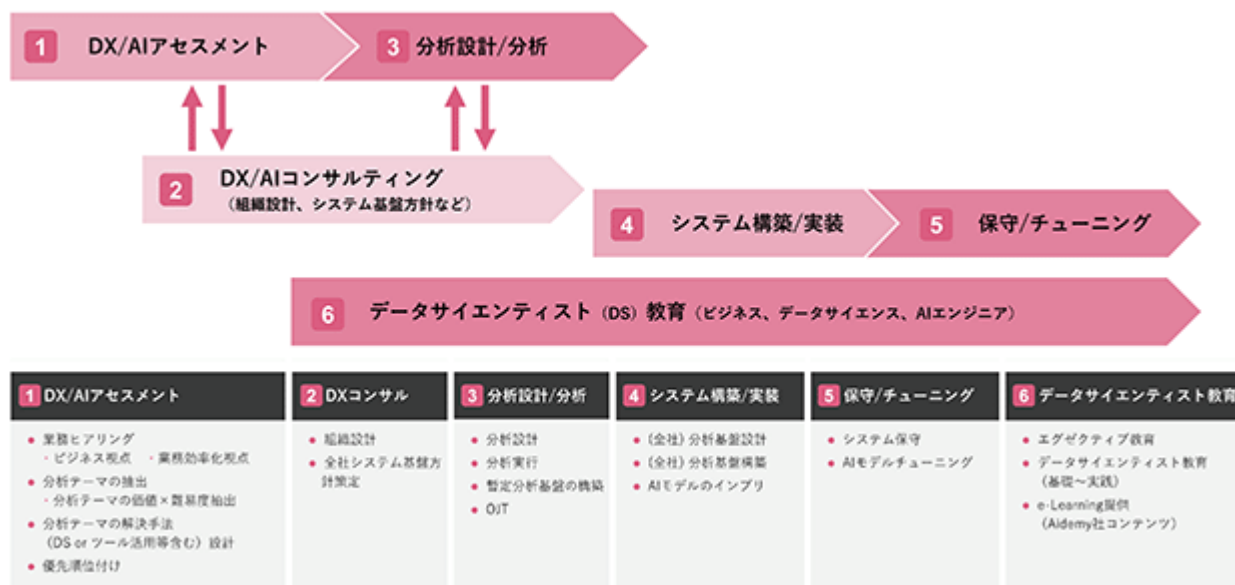 1 DX/AIアセスメント
3 分析設計/分析
2 DX/AIコンサルティング
（組織設計、システム基盤方針など）
4 システム構築/実装
5 保守/チューニング
6 データサイエンティスト（DS）教育（ビジネス、データサイエンス、AIエンジニア）
1 DX/AIアセスメント
• 業務ヒアリング
・ビジネス視点 ・業務効率化視点
• 分析テーマの抽出
・分析テーマの価値×難易度抽出
• 分析テーマの解決手法
（DS or ツール活用等含む）設計
• 優先順位付け
2 DXコンサル
• 組織設計
• 全社システム基盤方
針策定
3 分析設計/分析
• 分析設計
• 分析実行
• 暫定分析基盤の構築
• OJT
4 システム構築/実装
• （全社）分析基盤設計
• （全社）分析基盤構築
• AIモデルのインプリ
5 保守/チューニング
• システム保守
• AIモデルチューニング
6 データサイエンティスト教育
• エグゼクティブ教育
• データサイエンティスト教育
（基礎〜実践）
• e-Learning提供
（Aidemy社コンテンツ）